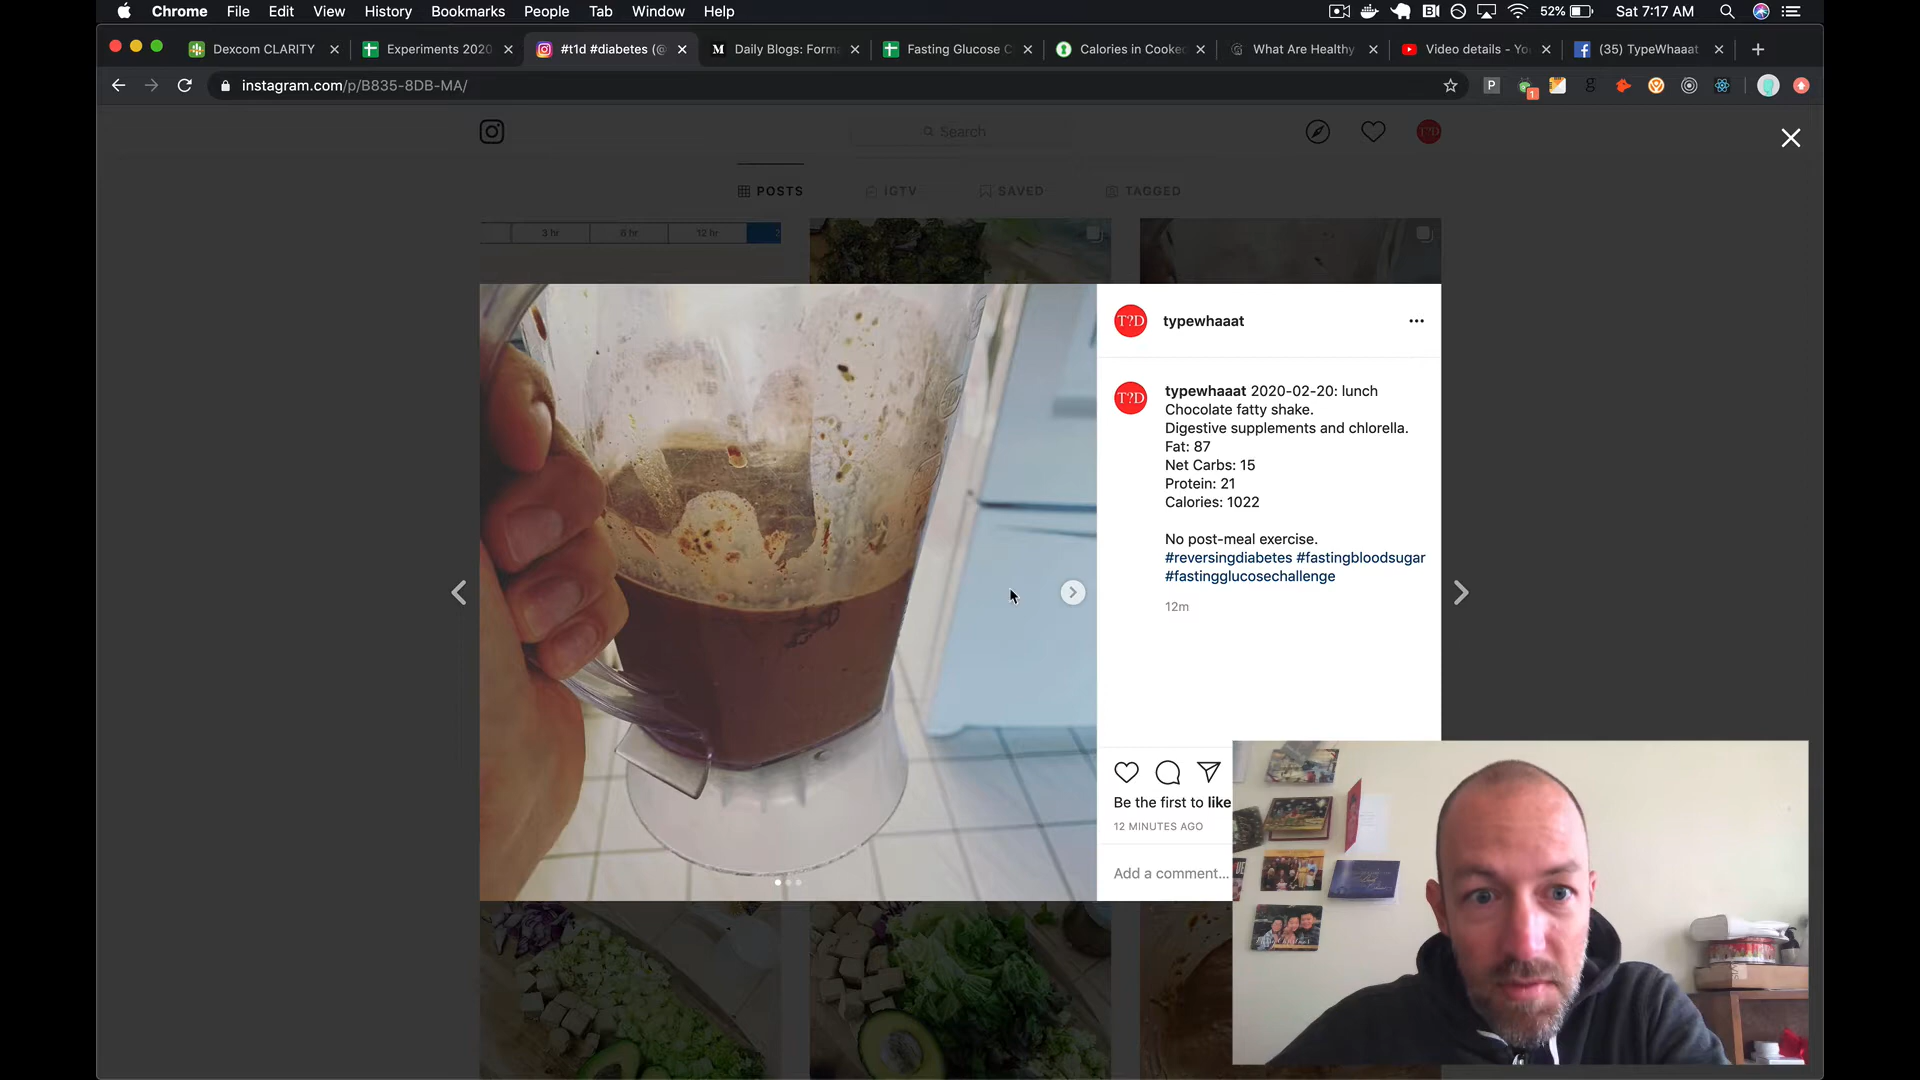 Chrome File Edit View History Bookmarks People Tab Window Help
52% Sat 7:17 AM
Dexcom CLARITY
Experiments 2020
#t1d #diabetes (@
Daily Blogs: Form
Fasting Glucose C
Calories in Cooke
What Are Healthy
Video details - Yo
(35) TypeWhaaat
instagram.com/p/B835-8DB-MA/
Search
POSTS IGTV SAVED TAGGED
3 hr 6 hr 12 hr 2
T?D typewhaaat
T?D typewhaaat 2020-02-20: lunch
Chocolate fatty shake.
Digestive supplements and chlorella.
Fat: 87
Net Carbs: 15
Protein: 21
Calories: 1022
No post-meal exercise.
#reversingdiabetes #fastingbloodsugar
#fastingglucosechallenge
12m
Be the first to like
12 MINUTES AGO
Add a comment...